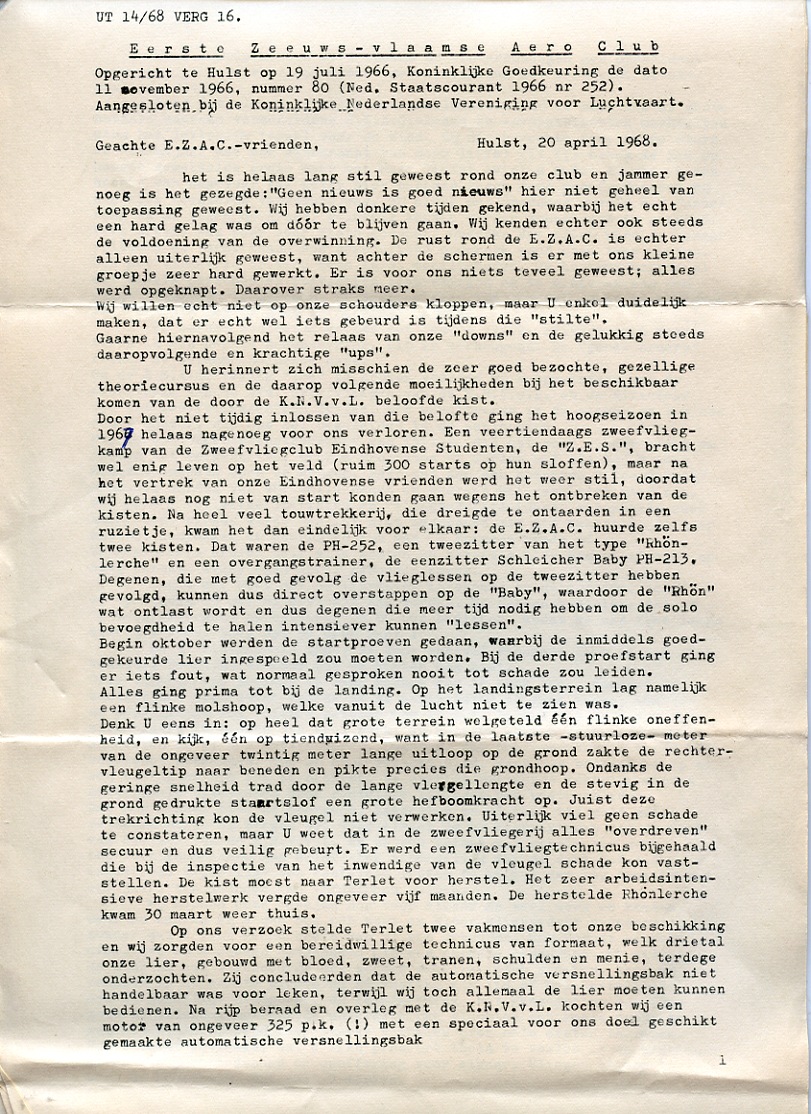 UT 14/68 VERG 16.
Eerste Zeeuws-vlaamse Aero Club
Opgericht te Hulst op 19 juli 1966, Koninklijke Goedkeuring de dato
11 november 1966, nummer 80 (Ned. Staatscourant 1966 nr 252).
Aangesloten bij de Koninklijke Nederlandse Vereniging voor Luchtvaart.
Geachte E.Z.A.C.-vrienden, Hulst, 20 april 1968.
het is helaas lang stil geweest rond onze club en jammer ge-
noeg is het gezegde:"Geen nieuws is goed nieuws" hier niet geheel van
toepassing geweest. Wij hebben donkere tijden gekend, waarbij het echt
een hard gelag was om dóór te blijven gaan. Wij kenden echter ook steeds
de voldoening van de overwinning. De rust rond de E.Z.A.C. is echter
alleen uiterlijk geweest, want achter de schermen is er met ons kleine
groepje zeer hard gewerkt. Er is voor ons niets teveel geweest; alles
werd opgeknapt. Daarover straks meer.
Wij willen echt niet op onze schouders kloppen, maar U enkel duidelijk
maken, dat er echt wel iets gebeurd is tijdens die "stilte".
Gaarne hiernavolgend het relaas van onze "downs" en de gelukkig steeds
daaropvolgende en krachtige "ups".
U herinnert zich misschien de zeer goed bezochte, gezellige
theoriecursus en de daarop volgende moeilijkheden bij het beschikbaar
komen van de door de K.N.V.v.L. beloofde kist.
Door het niet tijdig inlossen van die belofte ging het hoogseizoen in
1967 helaas nagenoeg voor ons verloren. Een veertiendaags zweefvlieg-
kamp van de Zweefvliegclub Eindhovense Studenten, de "Z.E.S.", bracht
wel enig leven op het veld (ruim 300 starts op hun sloffen), maar na
het vertrek van onze Eindhovense vrienden werd het weer stil, doordat
wij helaas nog niet van start konden gaan wegens het ontbreken van de
kisten. Na heel veel touwtrekkerij, die dreigde te ontaarden in een
ruzietje, kwam het dan eindelijk voor elkaar: de E.Z.A.C. huurde zelfs
twee kisten. Dat waren de PH-252, een tweezitter van het type "Rhön-
lerche" en een overgangstrainer, de eenzitter Schleicher Baby PH-213.
Degenen, die met goed gevolg de vlieglessen op de tweezitter hebben
gevolgd, kunnen dus direct overstappen op de "Baby", waardoor de "Rhön"
wat ontlast wordt en dus degenen die meer tijd nodig hebben om de solo
bevoegdheid te halen intensiever kunnen "lessen".
Begin oktober werden de startproeven gedaan, waarbij de inmiddels goed-
gekeurde lier ingespeeld zou moeten worden. Bij de derde proefstart ging
er iets fout, wat normaal gesproken nooit tot schade zou leiden.
Alles ging prima tot bij de landing. Op het landingsterrein lag namelijk
een flinke molshoop, welke vanuit de lucht niet te zien was.
Denk U eens in: op heel dat grote terrein welgeteld één flinke oneffen-
heid, en kijk, één op tienduizend, want in de laatste -stuurloze- meter
van de ongeveer twintig meter lange uitloop op de grond zakte de rechter-
vleugeltip naar beneden en pikte precies die grondhoop. Ondanks de
geringe snelheid trad door de lange vleugellengte en de stevig in de
grond gedrukte staartslof een grote hefboomkracht op. Juist deze
trekrichting kon de vleugel niet verwerken. Uiterlijk viel geen schade
te constateren, maar U weet dat in de zweefvliegerij alles "overdreven"
secuur en dus veilig gebeurt. Er werd een zweefvliegtechnicus bijgehaald
die bij de inspectie van het inwendige van de vleugel schade kon vast-
stellen. De kist moest naar Terlet voor herstel. Het zeer arbeidsinten-
sieve herstelwerk vergde ongeveer vijf maanden. De herstelde Rhönlerche
kwam 30 maart weer thuis.
Op ons verzoek stelde Terlet twee vakmensen tot onze beschikking
en wij zorgden voor een bereidwillige technicus van formaat, welk drietal
onze lier, gebouwd met bloed, zweet, tranen, schulden en menie, terdege
onderzochten. Zij concludeerden dat de automatische versnellingsbak niet
handelbaar was voor leken, terwijl wij toch allemaal de lier moeten kunnen
bedienen. Na rijp beraad en overleg met de K.N.V.v.L. kochten wij een
motor van ongeveer 325 p.k. (!) met een speciaal voor ons doel geschikt
gemaakte automatische versnellingsbak
1